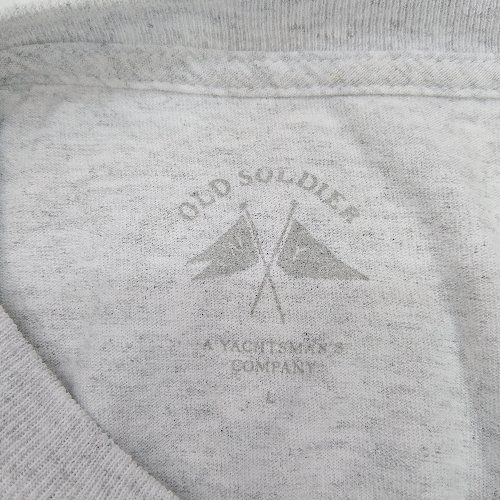 OLD SOLDIER
A YACHTSMAN'S
COMPANY
L